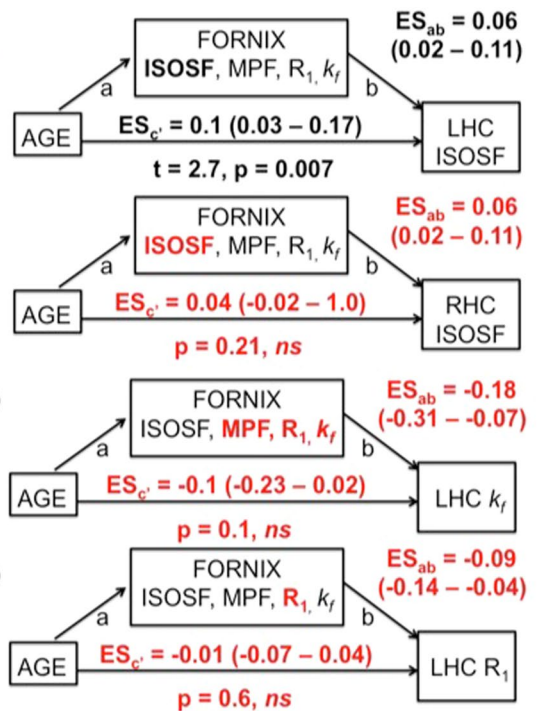 FORNIX
ISOSF, MPF, R1, kf
ESab = 0.06
(0.02 – 0.11)
a
b
AGE
ESc' = 0.1 (0.03 – 0.17)
t = 2.7, p = 0.007
LHC
ISOSF
FORNIX
ISOSF, MPF, R1, kf
ESab = 0.06
(0.02 – 0.11)
a
b
AGE
ESc' = 0.04 (-0.02 – 1.0)
p = 0.21, ns
RHC
ISOSF
FORNIX
ISOSF, MPF, R1, kf
ESab = -0.18
(-0.31 – -0.07)
a
b
AGE
ESc' = -0.1 (-0.23 – 0.02)
p = 0.1, ns
LHC kf
FORNIX
ISOSF, MPF, R1, kf
ESab = -0.09
(-0.14 – -0.04)
a
b
AGE
ESc' = -0.01 (-0.07 – 0.04)
p = 0.6, ns
LHC R1